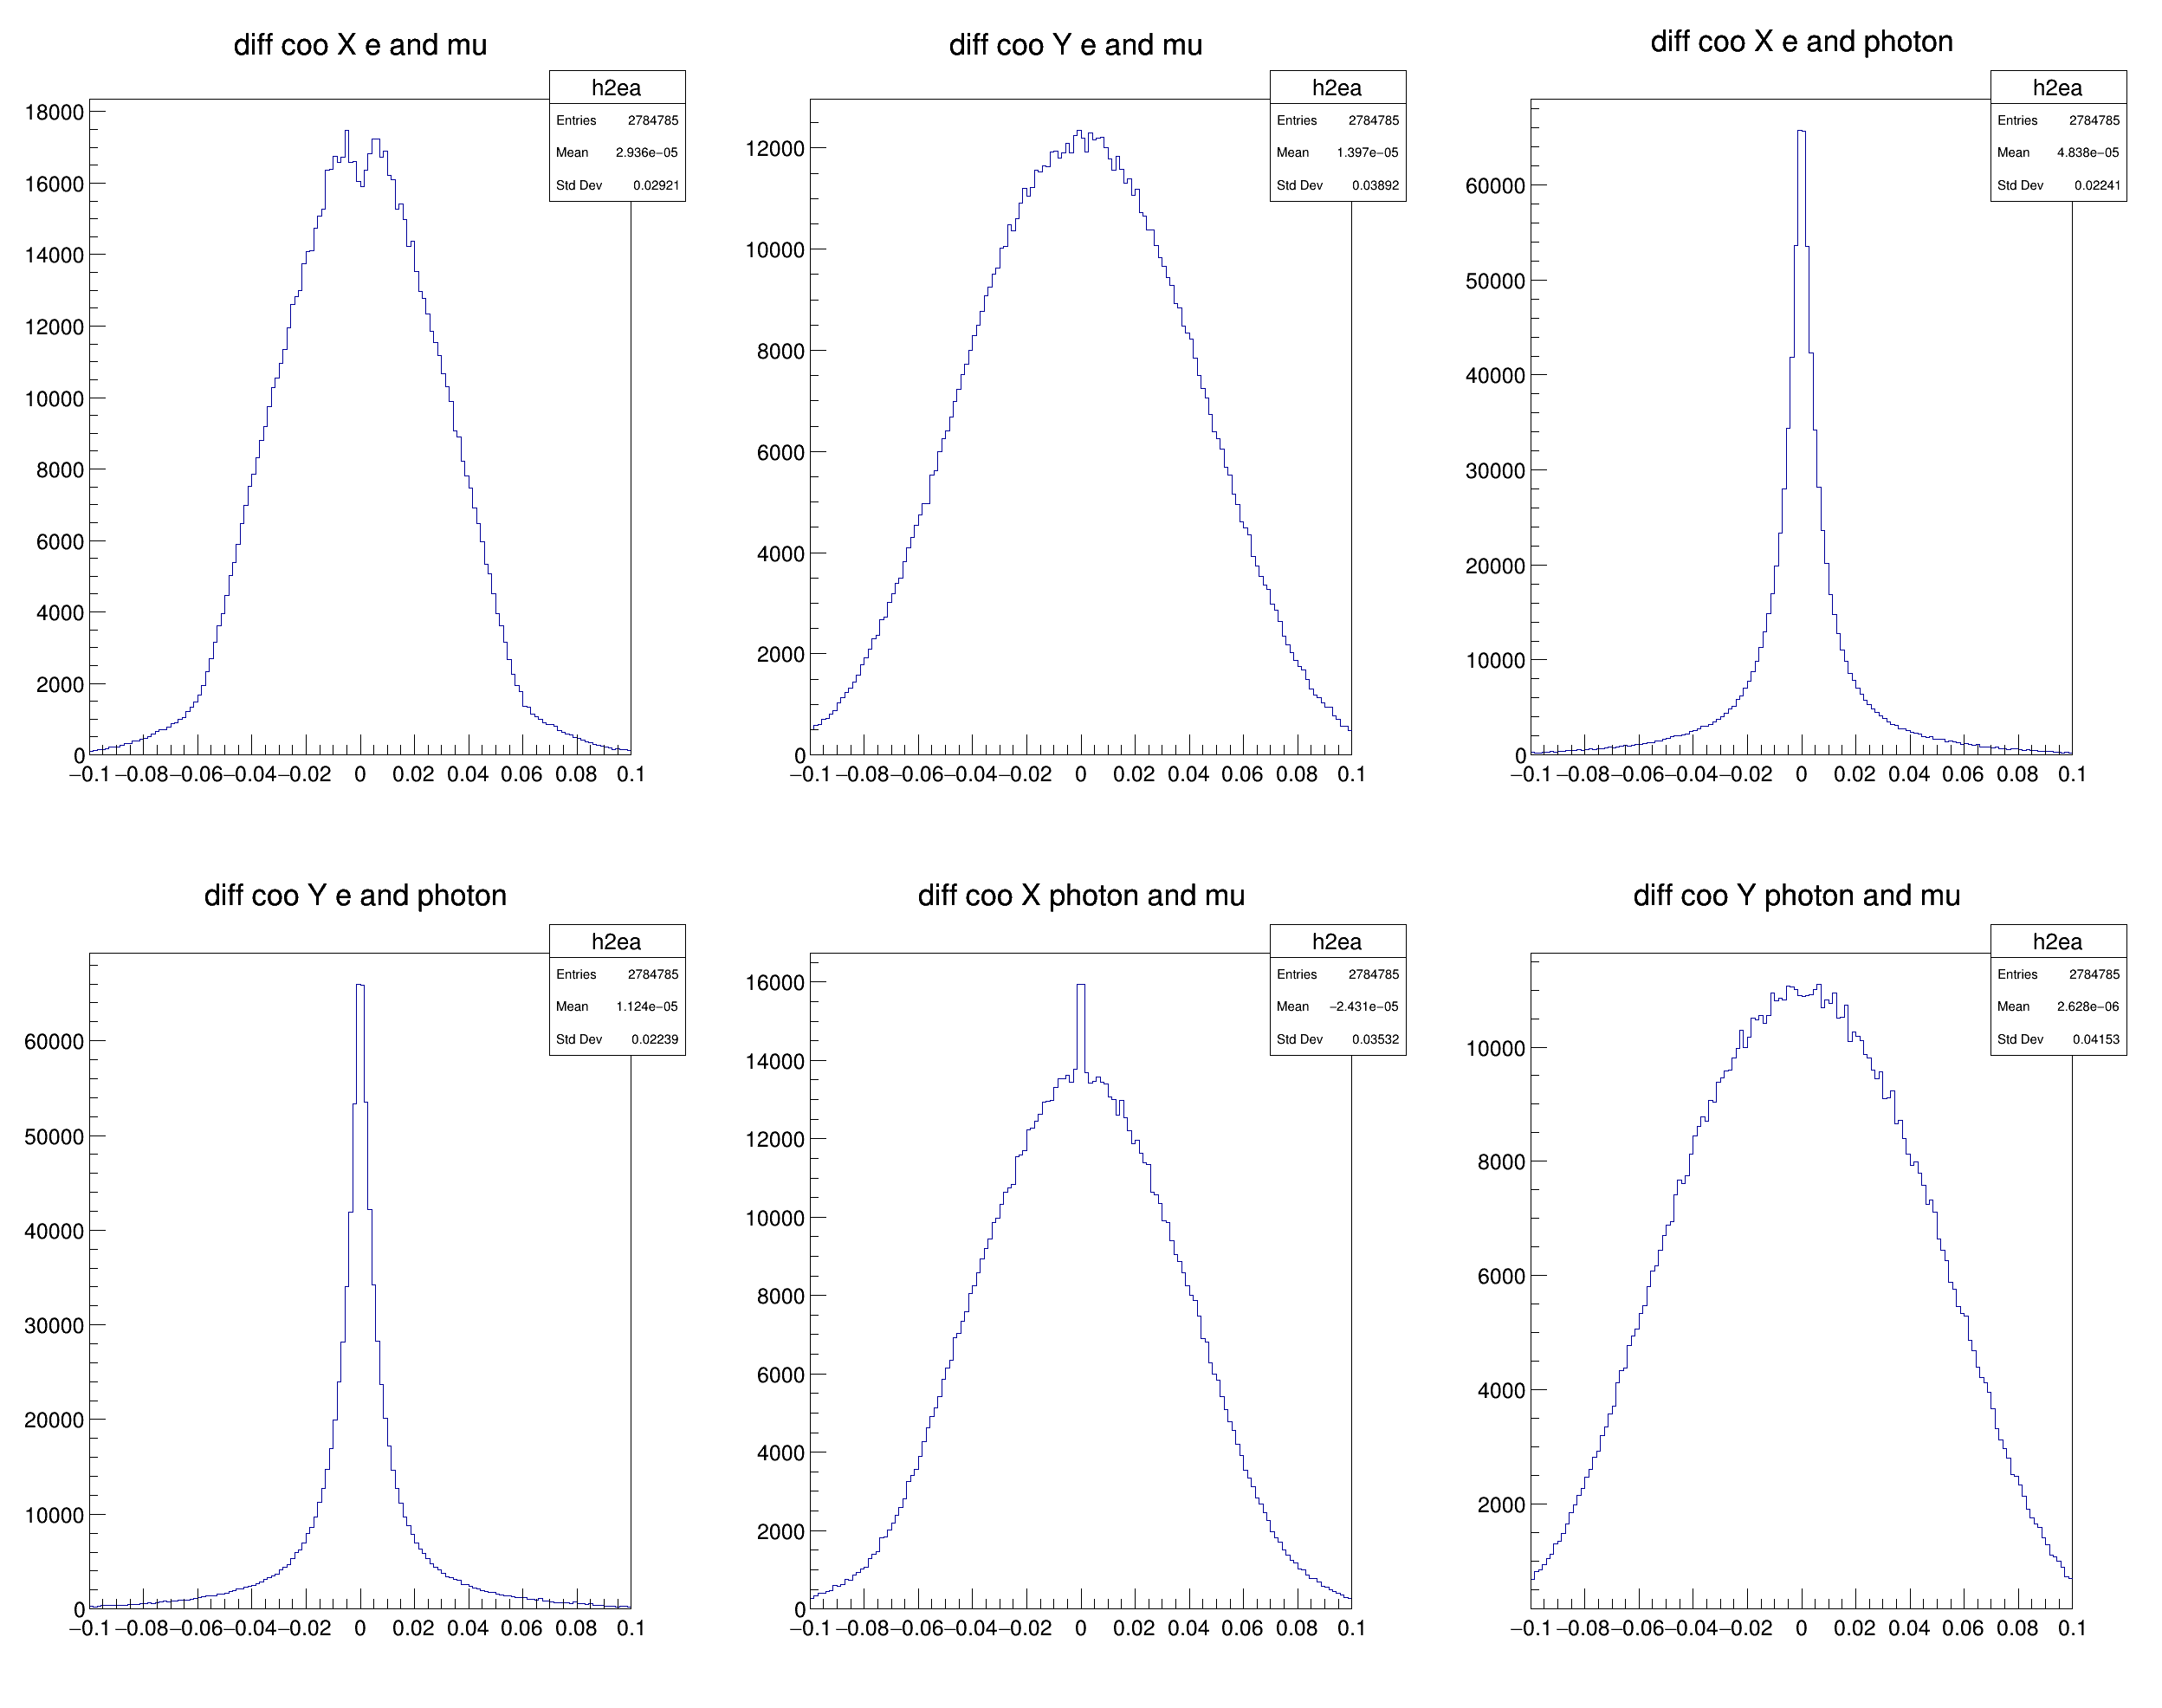 diff coo X e and mu
h2ea
Entries 2784785
Mean 2.936e−05
Std Dev 0.02921
18000
16000
14000
12000
10000
8000
6000
4000
2000
0
−0.1 −0.08 −0.06 −0.04 −0.02 0 0.02 0.04 0.06 0.08 0.1
diff coo Y e and mu
h2ea
Entries 2784785
Mean 1.397e−05
Std Dev 0.03892
12000
10000
8000
6000
4000
2000
0
−0.1 −0.08 −0.06 −0.04 −0.02 0 0.02 0.04 0.06 0.08 0.1
diff coo X e and photon
h2ea
Entries 2784785
Mean 4.838e−05
Std Dev 0.02241
60000
50000
40000
30000
20000
10000
0
−0.1 −0.08 −0.06 −0.04 −0.02 0 0.02 0.04 0.06 0.08 0.1
diff coo Y e and photon
h2ea
Entries 2784785
Mean 1.124e−05
Std Dev 0.02239
60000
50000
40000
30000
20000
10000
0
−0.1 −0.08 −0.06 −0.04 −0.02 0 0.02 0.04 0.06 0.08 0.1
diff coo X photon and mu
h2ea
Entries 2784785
Mean −2.431e−05
Std Dev 0.03532
16000
14000
12000
10000
8000
6000
4000
2000
0
−0.1 −0.08 −0.06 −0.04 −0.02 0 0.02 0.04 0.06 0.08 0.1
diff coo Y photon and mu
h2ea
Entries 2784785
Mean 2.628e−06
Std Dev 0.04153
10000
8000
6000
4000
2000
−0.1 −0.08 −0.06 −0.04 −0.02 0 0.02 0.04 0.06 0.08 0.1